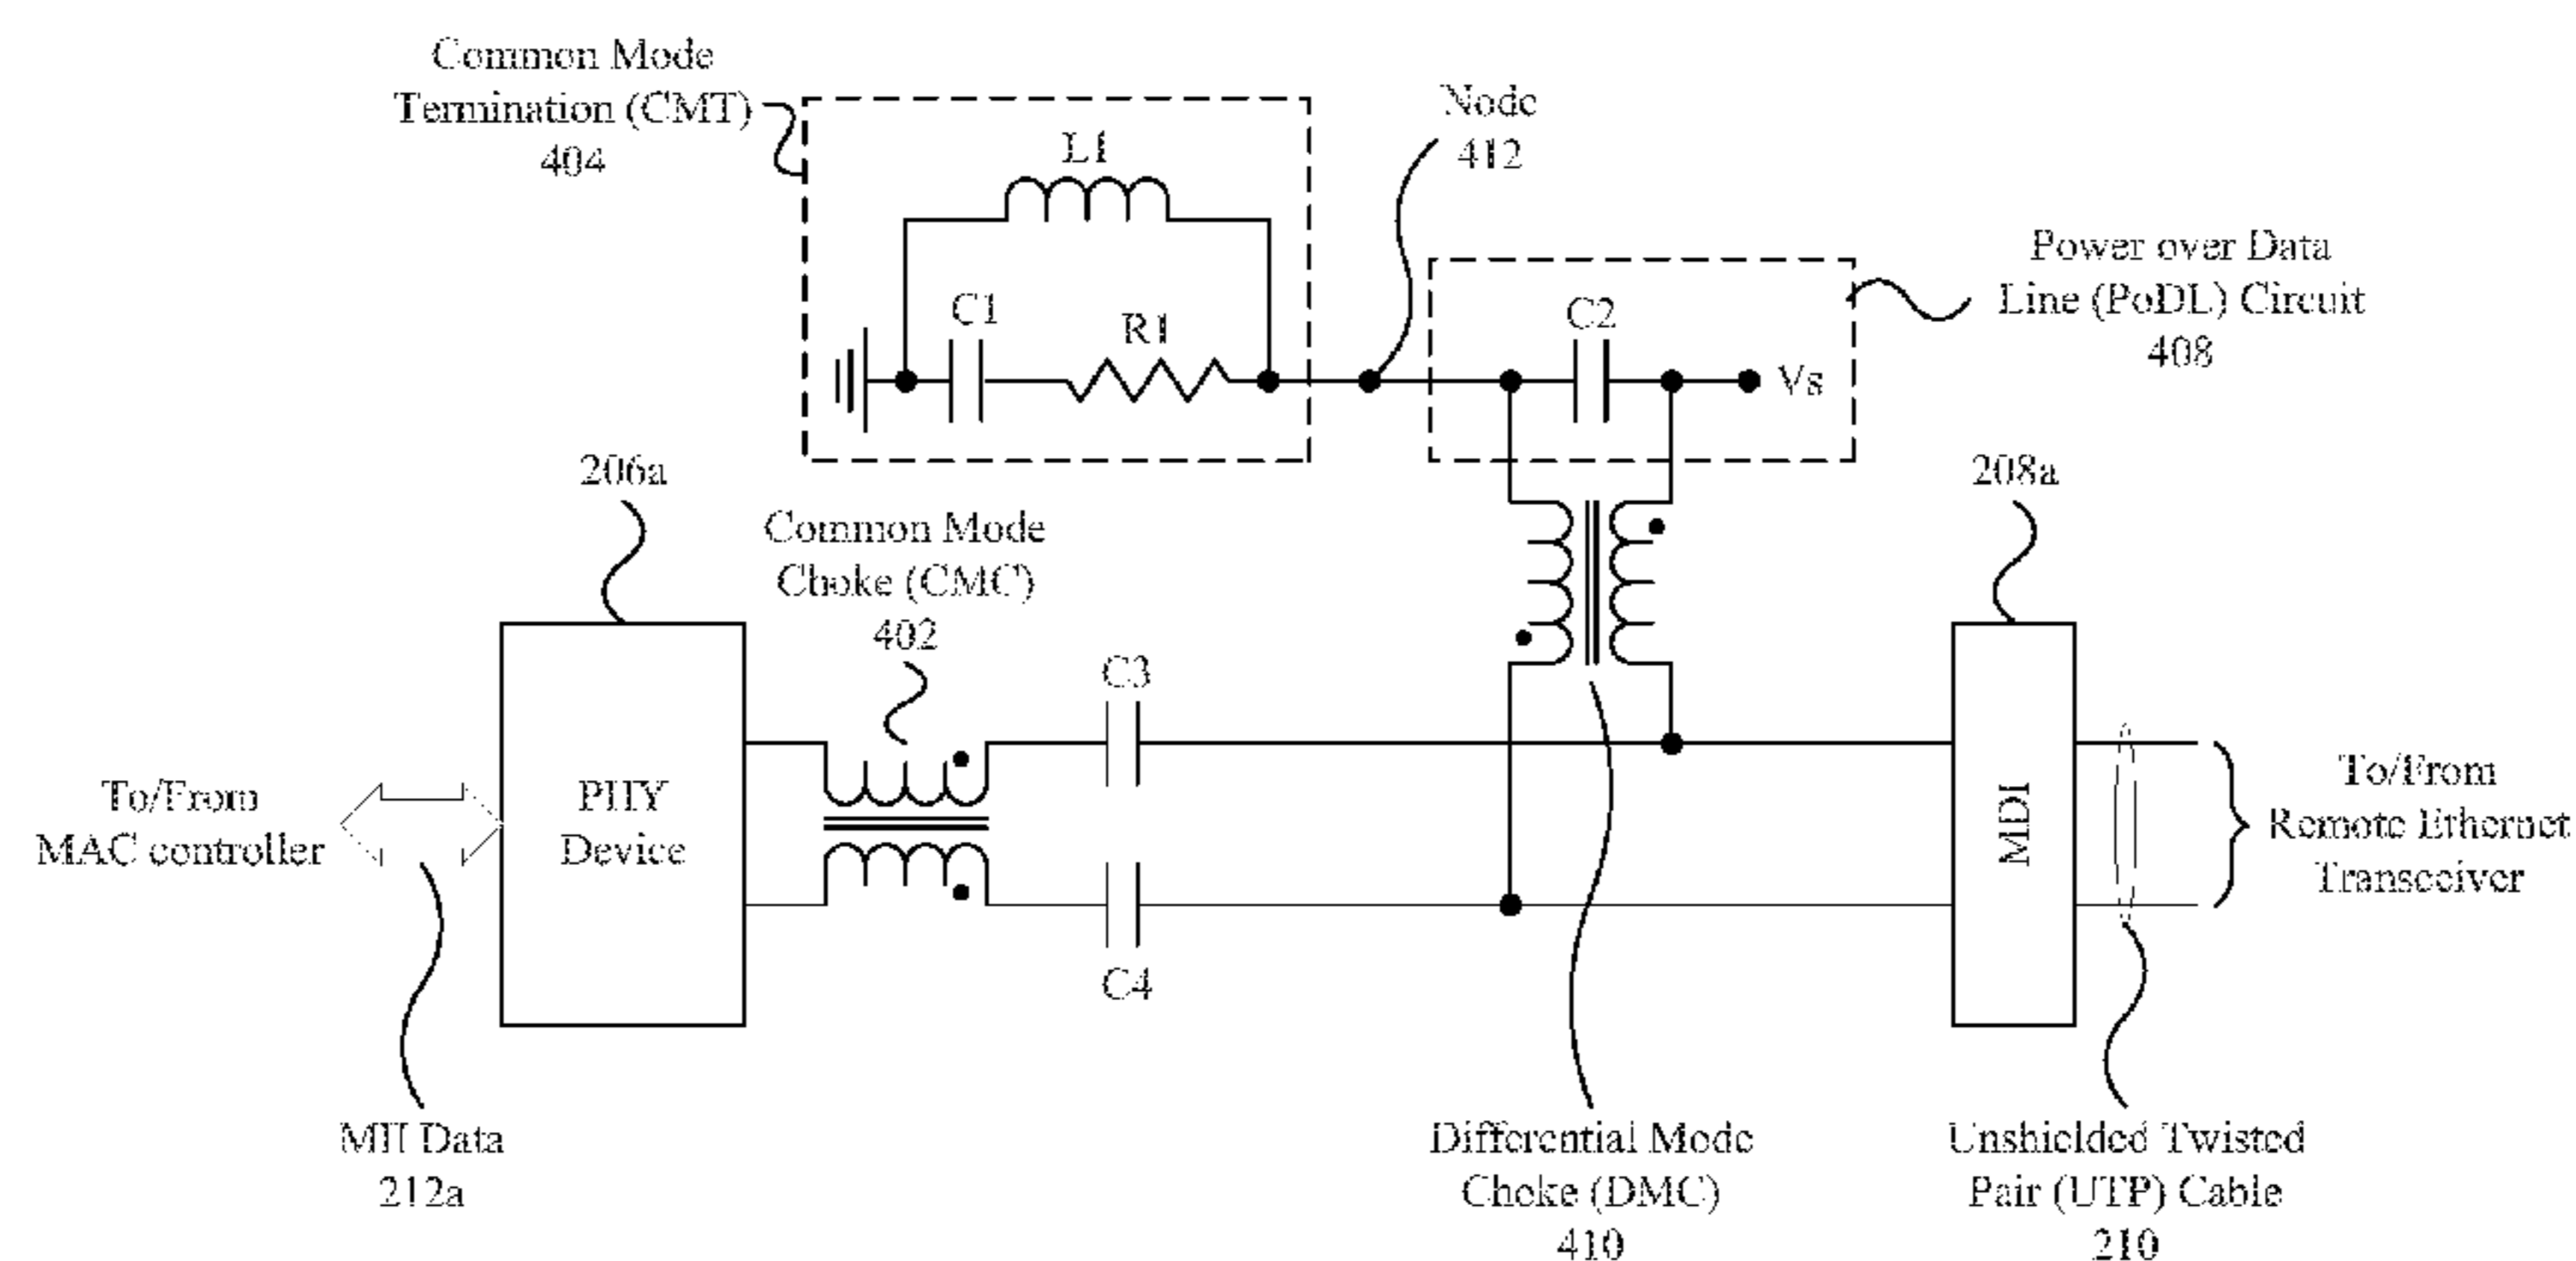 Common Mode
Termination (CMT)
404
L1
C1
R1
Node
412
C2
Vs
Power over Data
Line (PoDL) Circuit
408
206a
Common Mode
Choke (CMC)
402
208a
C3
C4
To/From
MAC controller
PHY
Device
MDI
To/From
Remote Ethernet
Transceiver
MII Data
212a
Differential Mode
Choke (DMC)
410
Unshielded Twisted
Pair (UTP) Cable
210